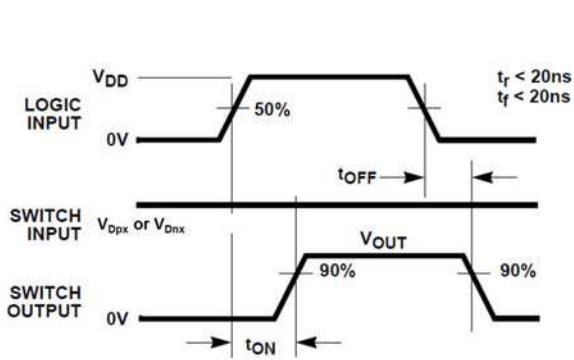 VDD
LOGIC
INPUT
50%
0V
tr < 20ns
tf < 20ns
tOFF
SWITCH
INPUT
VDpx or VDnx
VOUT
90%
90%
SWITCH
OUTPUT
0V
tON